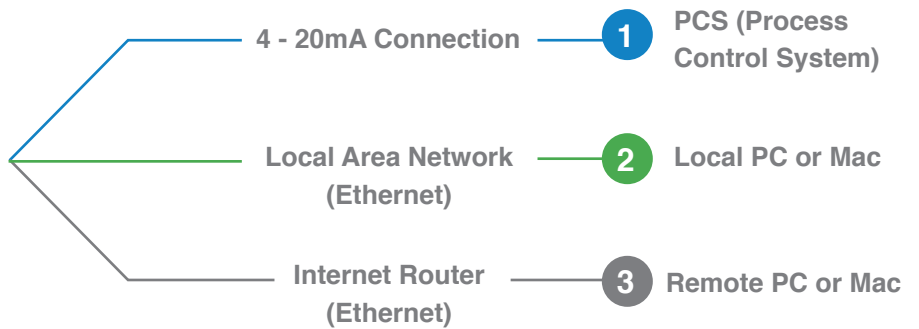 4 - 20mA Connection
1
PCS (Process
Control System)
Local Area Network
(Ethernet)
2
Local PC or Mac
Internet Router
(Ethernet)
3
Remote PC or Mac